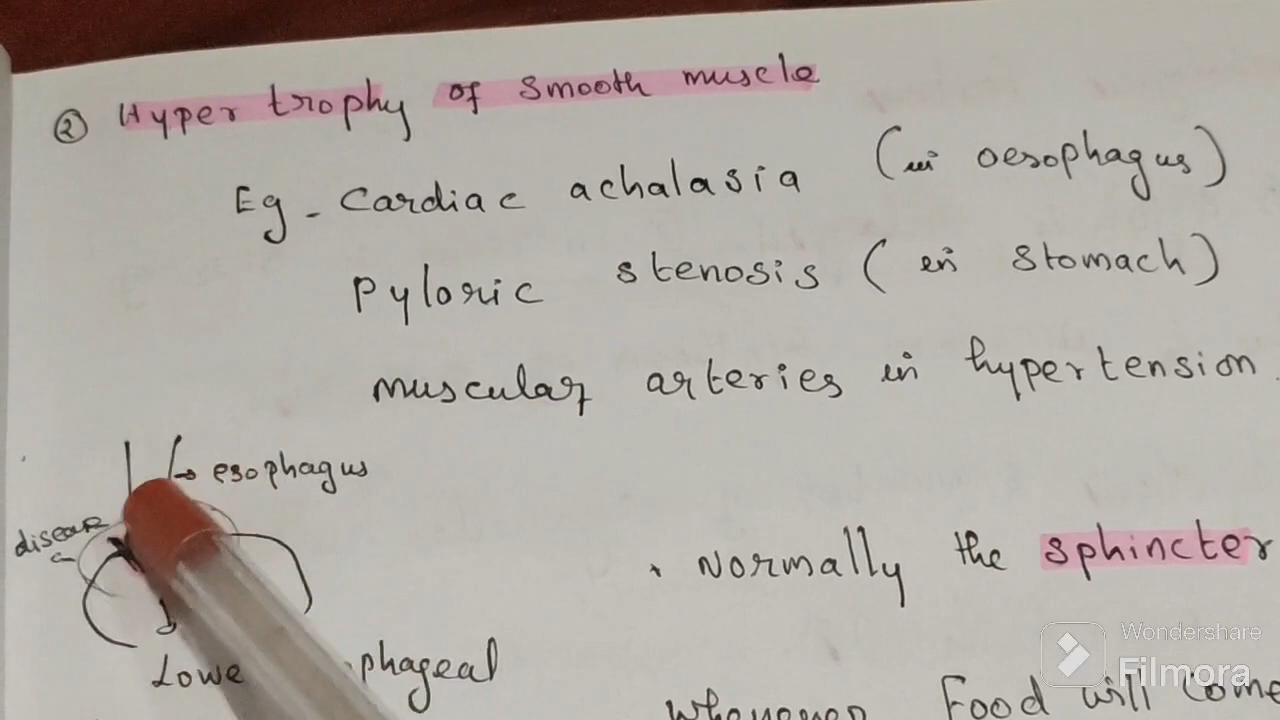 ② Hypertrophy of smooth muscle
Eg - Cardiac achalasia (in oesophagus)
Pyloric stenosis (in stomach)
muscular arteries in hypertension.
esophagus
disease
Normally the sphincter
Lowe phageal
Whenever Food will come
Wondershare
Filmora